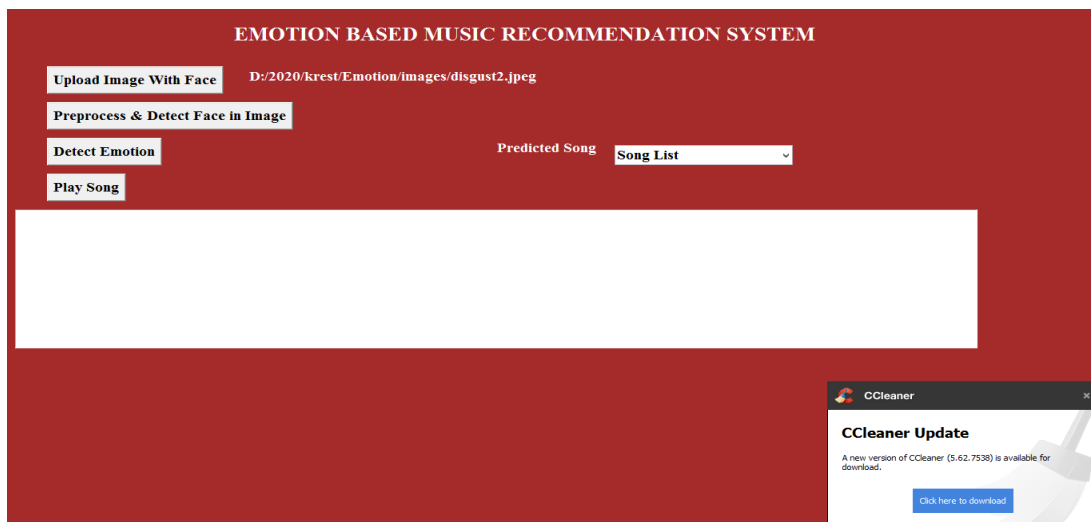 EMOTION BASED MUSIC RECOMMENDATION SYSTEM
Upload Image With Face
D:/2020/krest/Emotion/images/disgust2.jpeg
Preprocess & Detect Face in Image
Detect Emotion
Predicted Song
Song List
Play Song
CCleaner
CCleaner Update
A new version of CCleaner (5.62.7538) is available for
download.
Click here to download